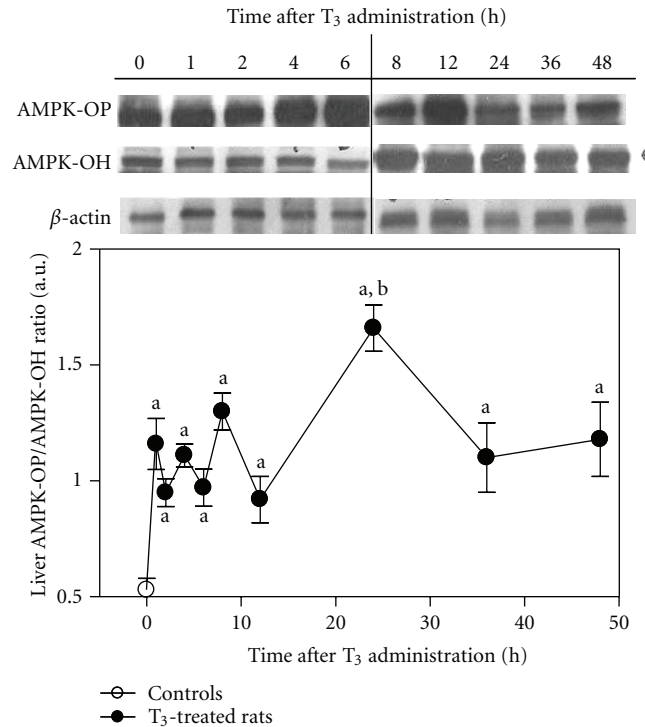 Time after T₃ administration (h)
0 1 2 4 6 8 12 24 36 48
AMPK-OP
AMPK-OH
β-actin
2
1.5
1
0.5
Liver AMPK-OP/AMPK-OH ratio (a.u.)
a, b
a
a
a
a
a
a
a
a
0 10 20 30 40 50
Time after T₃ administration (h)
Controls
T₃-treated rats